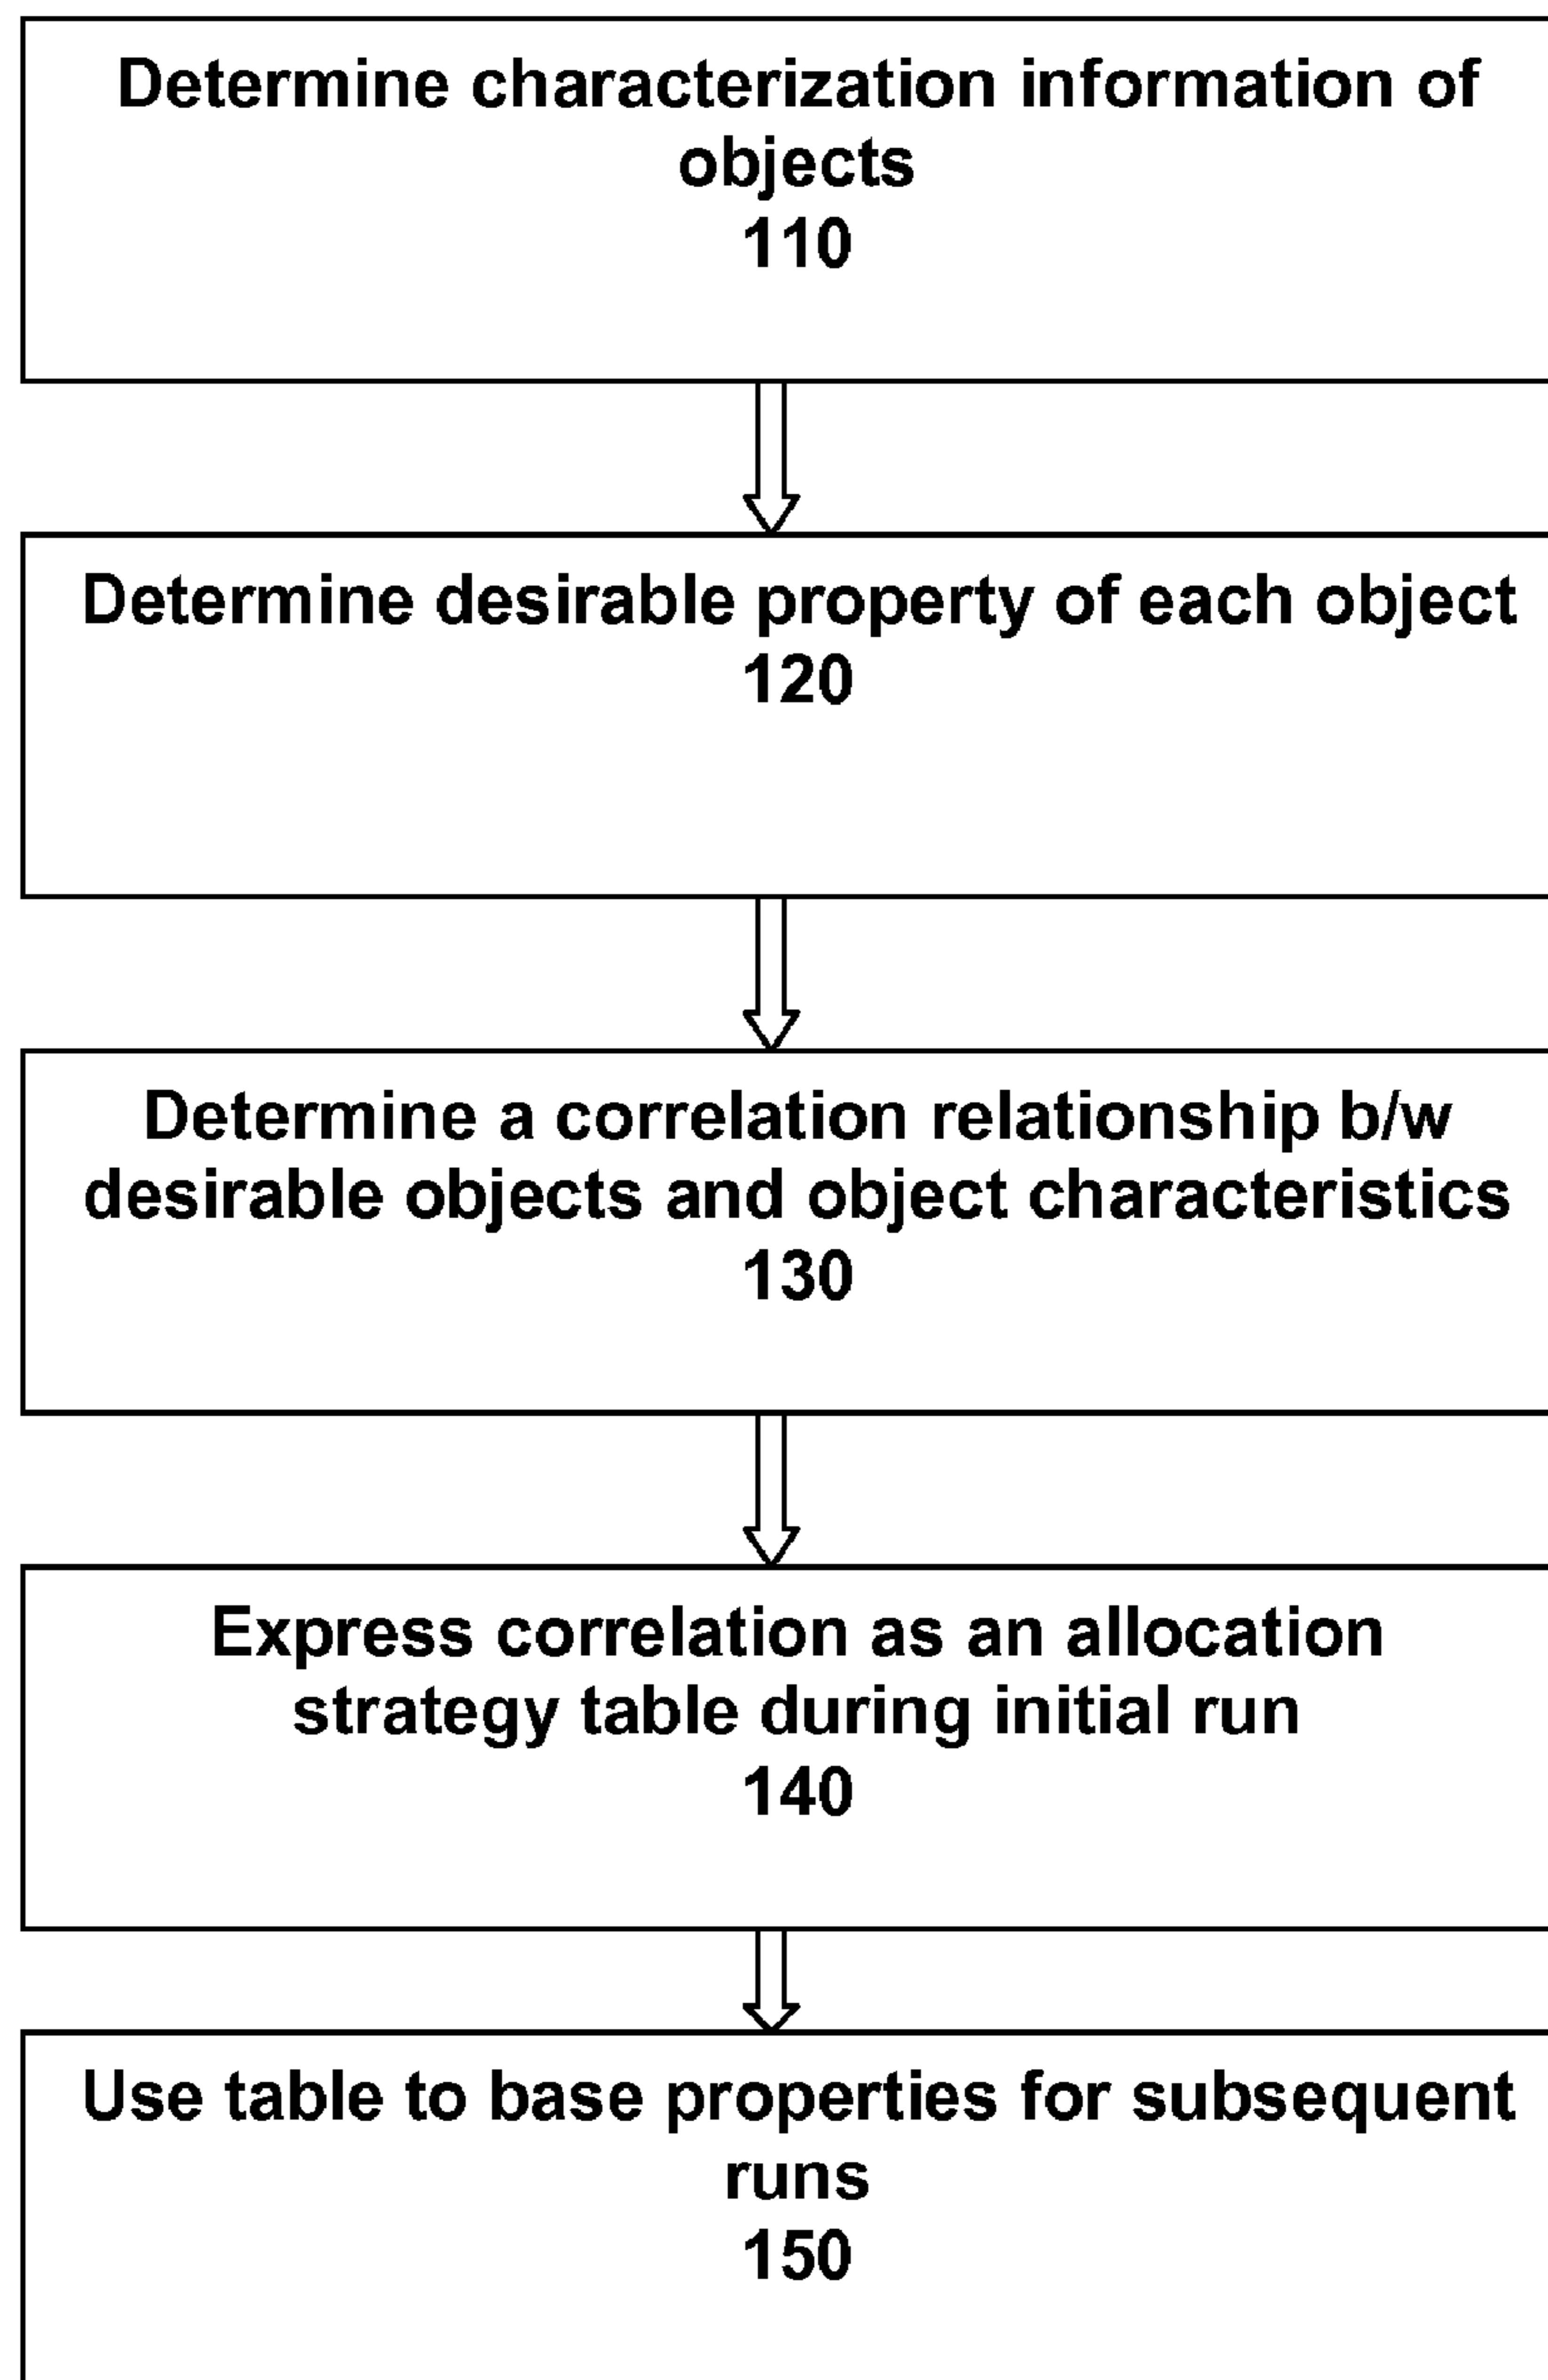 Determine characterization information of
objects
110
Determine desirable property of each object
120
Determine a correlation relationship b/w
desirable objects and object characteristics
130
Express correlation as an allocation
strategy table during initial run
140
Use table to base properties for subsequent
runs
150